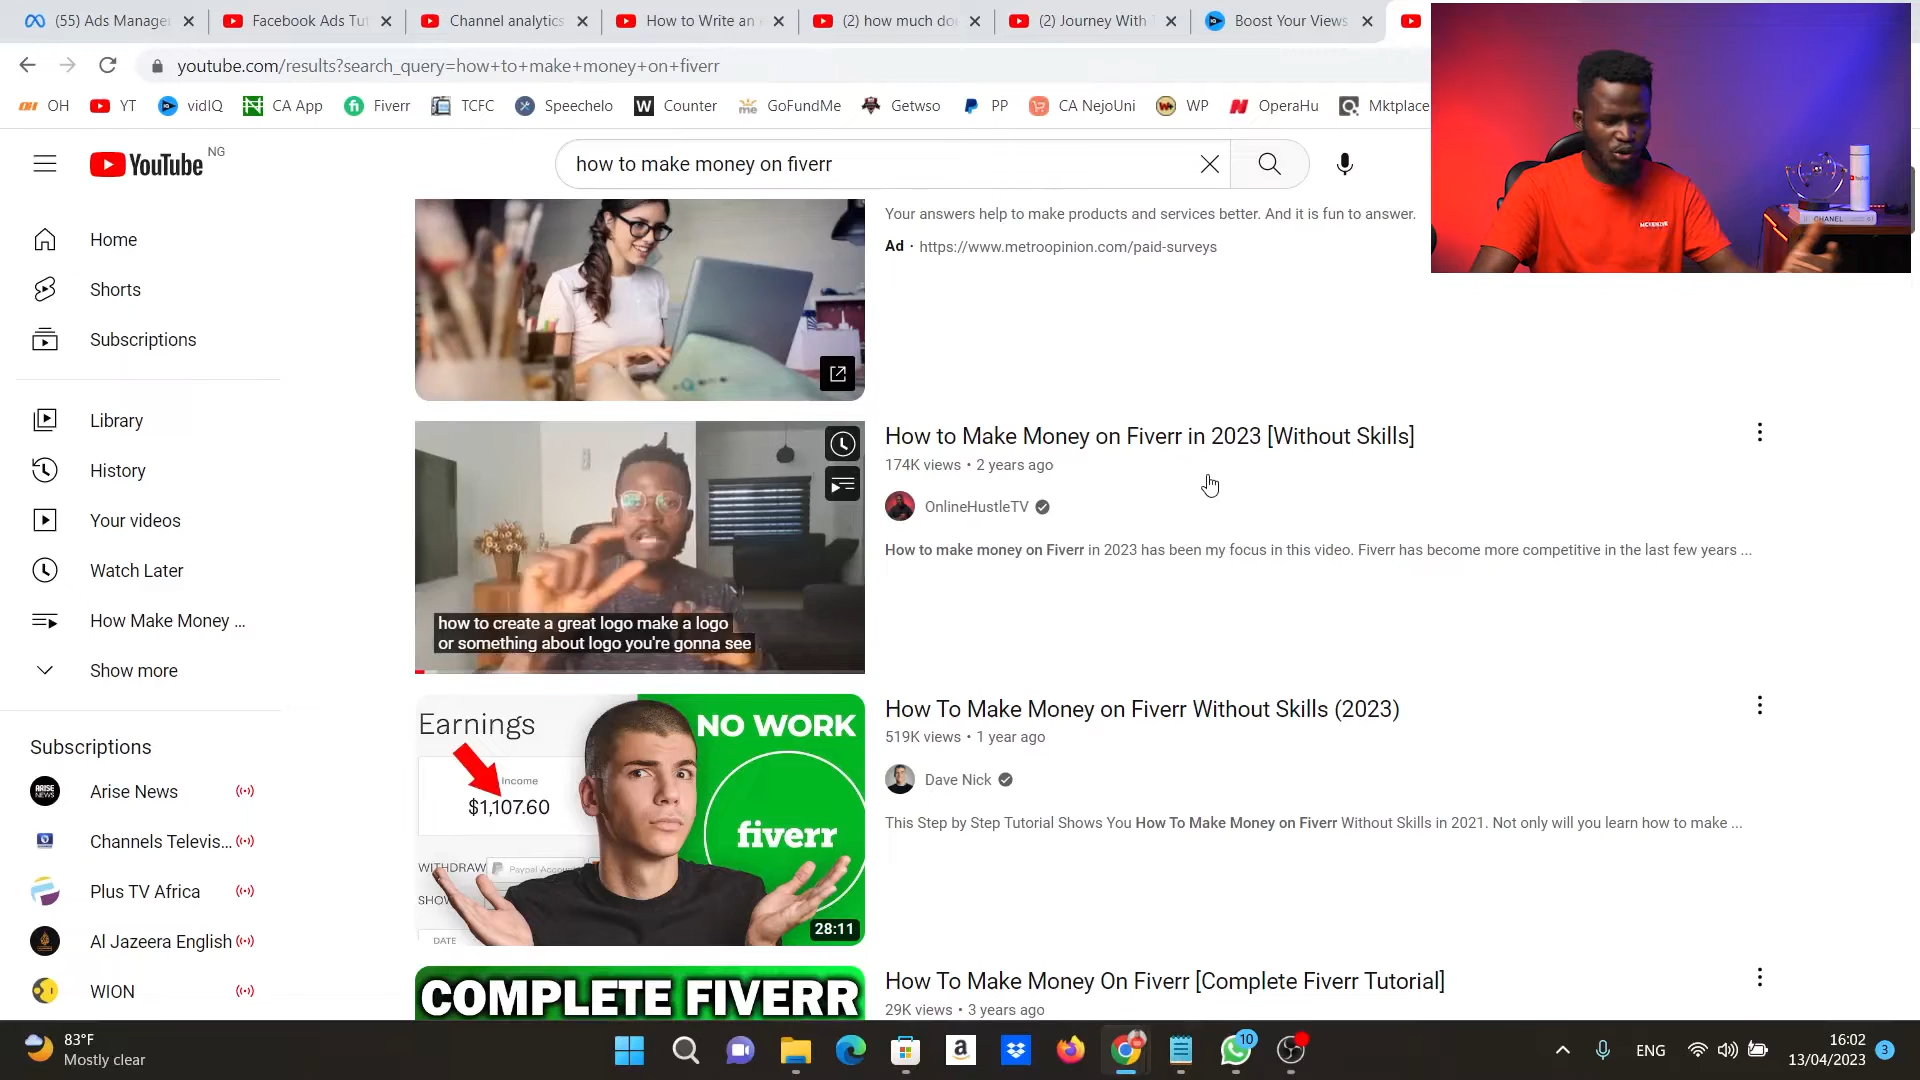 (55) Ads Manager
Facebook Ads Tut
Channel analytics
How to Write an
(2) how much do
(2) Journey With
Boost Your Views
youtube.com/results?search_query=how+to+make+money+on+fiverr
OH
YT
vidIQ
CA App
Fiverr
TCFC
Speechelo
Counter
GoFundMe
Getwso
PP
CA NejoUni
WP
OperaHu
Mktplace
YouTube NG
how to make money on fiverr
Home
Shorts
Subscriptions
Library
History
Your videos
Watch Later
How Make Money ...
Show more
Subscriptions
Arise News
Channels Televis...
Plus TV Africa
Al Jazeera English
WION
Your answers help to make products and services better. And it is fun to answer.
Ad · https://www.metroopinion.com/paid-surveys
how to create a great logo make a logo
or something about logo you're gonna see
How to Make Money on Fiverr in 2023 [Without Skills]
174K views • 2 years ago
OnlineHustleTV
How to make money on Fiverr in 2023 has been my focus in this video. Fiverr has become more competitive in the last few years ...
Earnings
NO WORK
Income
$1,107.60
fiverr
WITHDRAW
SHOW
DATE
28:11
How To Make Money on Fiverr Without Skills (2023)
519K views • 1 year ago
Dave Nick
This Step by Step Tutorial Shows You How To Make Money on Fiverr Without Skills in 2021. Not only will you learn how to make ...
COMPLETE FIVERR
How To Make Money On Fiverr [Complete Fiverr Tutorial]
29K views • 3 years ago
83°F
Mostly clear
10
ENG
16:02
13/04/2023
3